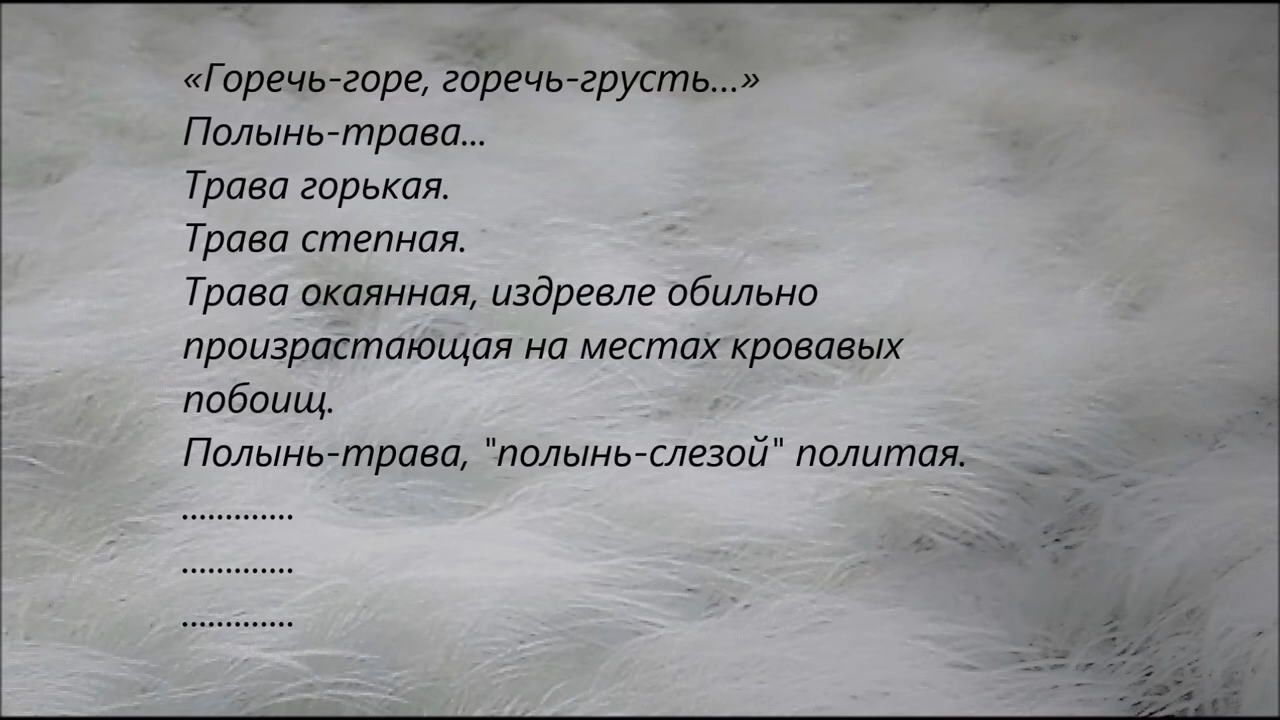 «Горечь-горе, горечь-грусть...»
Полынь-трава...
Трава горькая.
Трава степная.
Трава окаянная, издревле обильно
произрастающая на местах кровавых
побоищ.
Полынь-трава, "полынь-слезой" политая.
.............
.............
.............